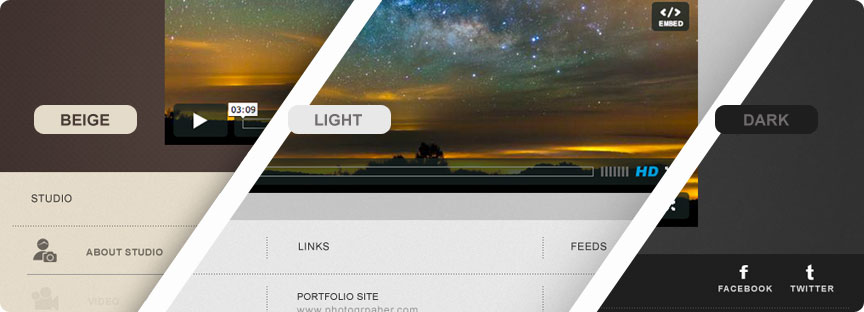 EMBED
03:09
BEIGE
LIGHT
DARK
HD
STUDIO
LINKS
FEEDS
ABOUT STUDIO
VIDEO
PORTFOLIO SITE
www.photogrpaher.com
FACEBOOK
TWITTER